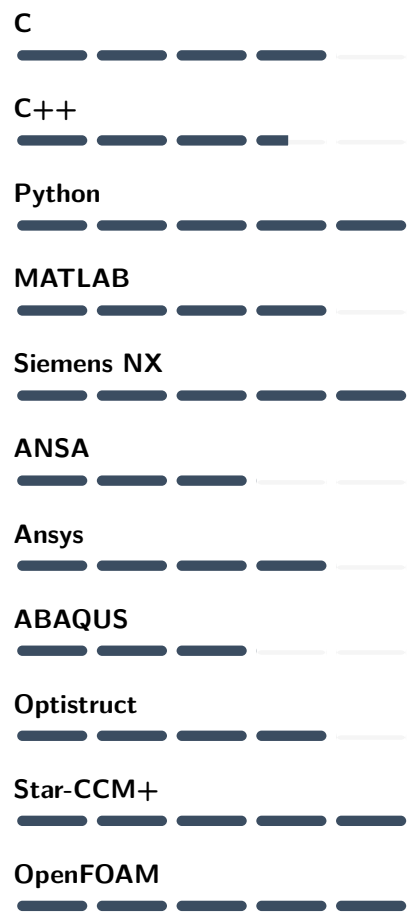 C
C++
Python
MATLAB
Siemens NX
ANSA
Ansys
ABAQUS
Optistruct
Star-CCM+
OpenFOAM